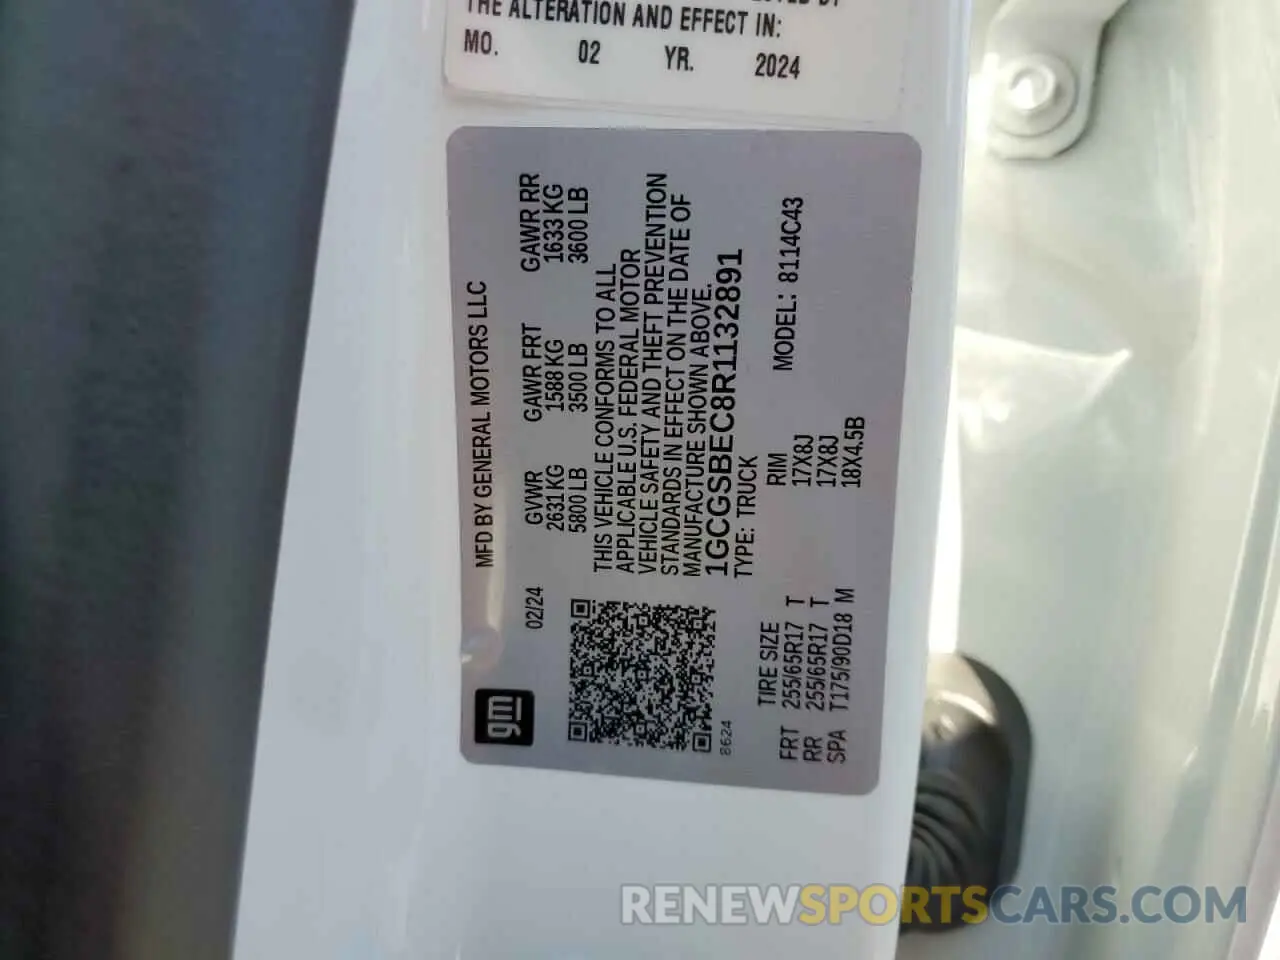 THE ALTERATION AND EFFECT IN:
MO. 02 YR. 2024
MFD BY GENERAL MOTORS LLC
02/24 GVWR GAWR FRT GAWR RR
2631 KG 1588 KG 1633 KG
5800 LB 3500 LB 3600 LB
THIS VEHICLE CONFORMS TO ALL
APPLICABLE U.S. FEDERAL MOTOR
VEHICLE SAFETY AND THEFT PREVENTION
STANDARDS IN EFFECT ON THE DATE OF
MANUFACTURE SHOWN ABOVE.
1GCGSBEC8R1132891
TYPE: TRUCK
gm
8624
MODEL: 8114C43
TIRE SIZE RIM
FRT 255/65R17 T 17X8J
RR 255/65R17 T 17X8J
SPA T175/90D18 M 18X4.5B
RENEWSPORTSCARS.COM